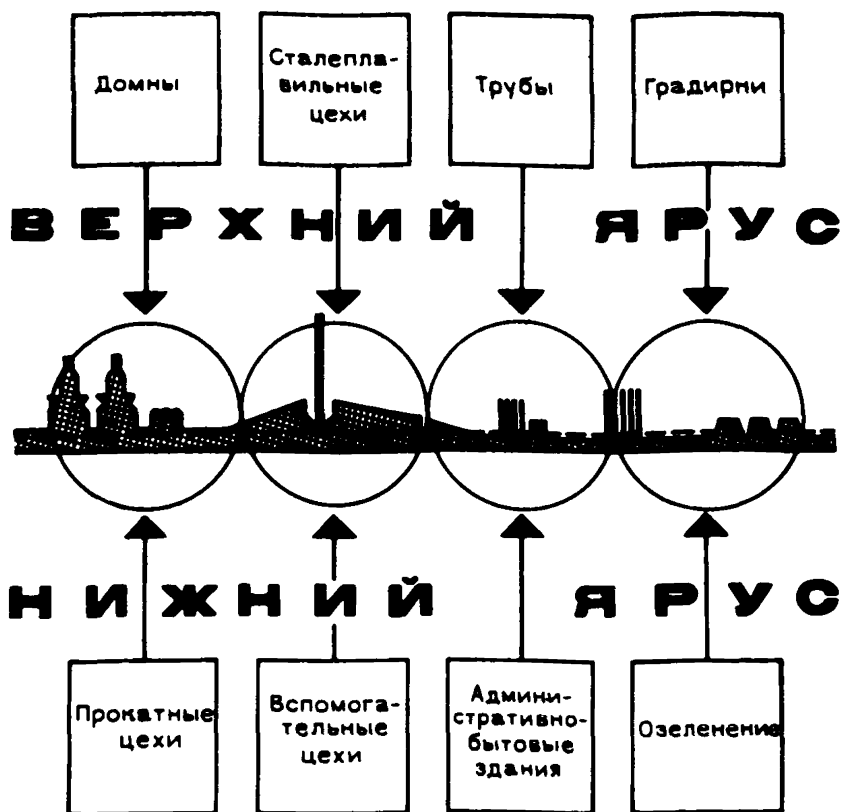 Домны
Сталепла-
вильные
цехи
Трубы
Градирни
ВЕРХНИЙ ЯРУС
НИЖНИЙ ЯРУС
Прокатные
цехи
Вспомога-
тельные
цехи
Админи-
стративно-
бытовые
здания
Озеленение